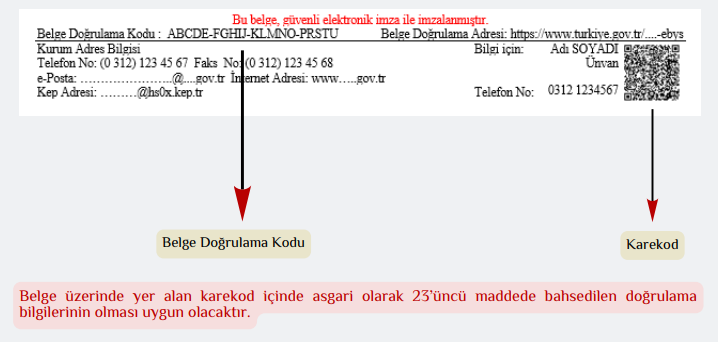 Bu belge, güvenli elektronik imza ile imzalanmıştır.
Belge Doğrulama Kodu : ABCDE-FGHIJ-KLMNO-PRSTU Belge Doğrulama Adresi: https://www.turkiye.gov.tr/....-ebys
Kurum Adres Bilgisi Bilgi için: Adı SOYADI
Telefon No: (0 312) 123 45 67 Faks No: (0 312) 123 45 68 Ünvan
e-Posta: ………………….@....gov.tr İnternet Adresi: www…..gov.tr
Kep Adresi: ………@hs0x.kep.tr Telefon No: 0312 1234567
Belge Doğrulama Kodu
Karekod
Belge üzerinde yer alan karekod içinde asgari olarak 23’üncü maddede bahsedilen doğrulama
bilgilerinin olması uygun olacaktır.